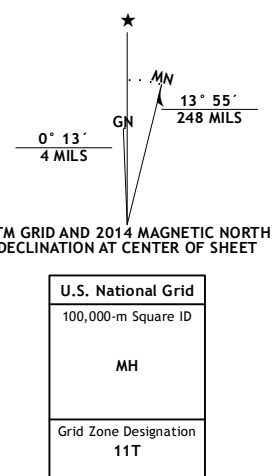 ★
MN
GN
13° 55´
248 MILS
0° 13´
4 MILS
TM GRID AND 2014 MAGNETIC NORTH
DECLINATION AT CENTER OF SHEET
U.S. National Grid
100,000-m Square ID
MH
Grid Zone Designation
11T